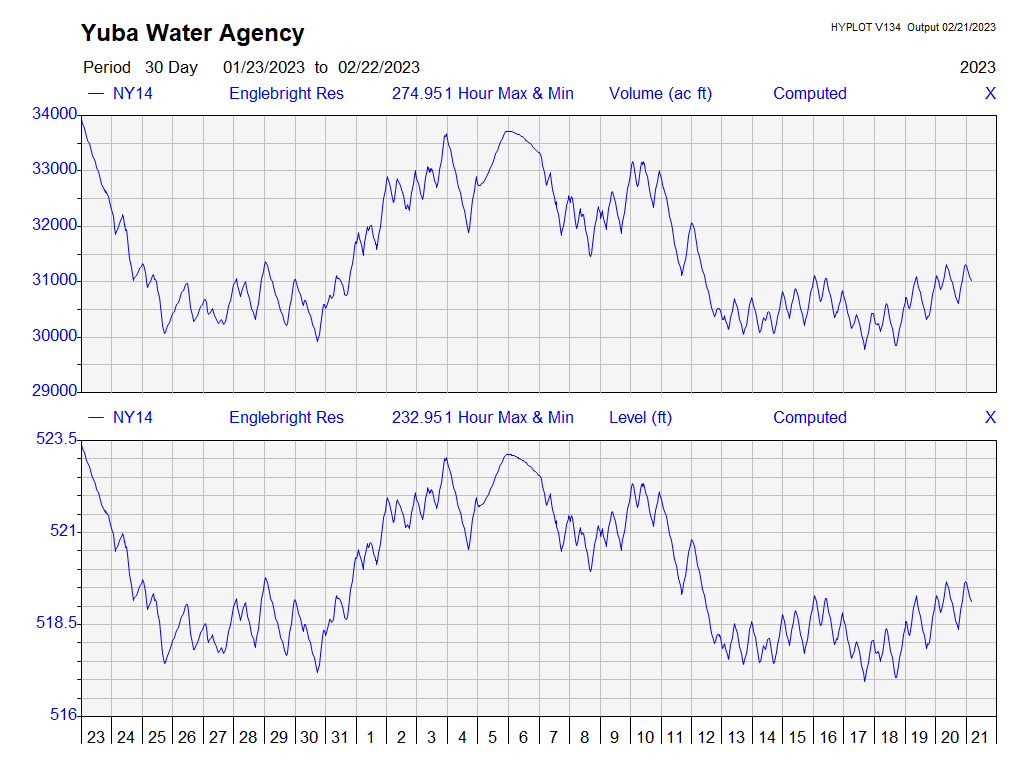 Yuba Water Agency
HYPLOT V134 Output 02/21/2023
Period 30 Day 01/23/2023 to 02/22/2023
2023
NY14 Englebright Res 274.951 Hour Max & Min Volume (ac ft) Computed X
34000
33000
32000
31000
30000
29000
NY14 Englebright Res 232.951 Hour Max & Min Level (ft) Computed X
523.5
521
518.5
516
23 24 25 26 27 28 29 30 31 1 2 3 4 5 6 7 8 9 10 11 12 13 14 15 16 17 18 19 20 21